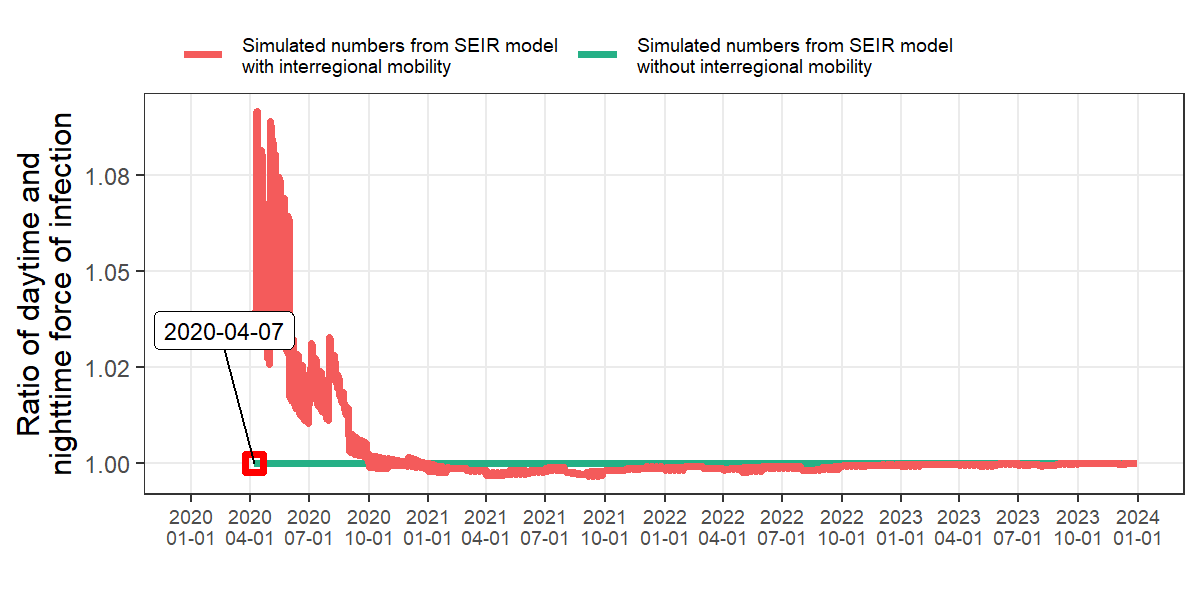 Simulated numbers from SEIR model
with interregional mobility
Simulated numbers from SEIR model
without interregional mobility
Ratio of daytime and
nighttime force of infection
1.08
1.05
1.02
1.00
2020-04-07
2020 2020 2020 2020 2021 2021 2021 2021 2022 2022 2022 2022 2023 2023 2023 2023 2024
01-01 04-01 07-01 10-01 01-01 04-01 07-01 10-01 01-01 04-01 07-01 10-01 01-01 04-01 07-01 10-01 01-01